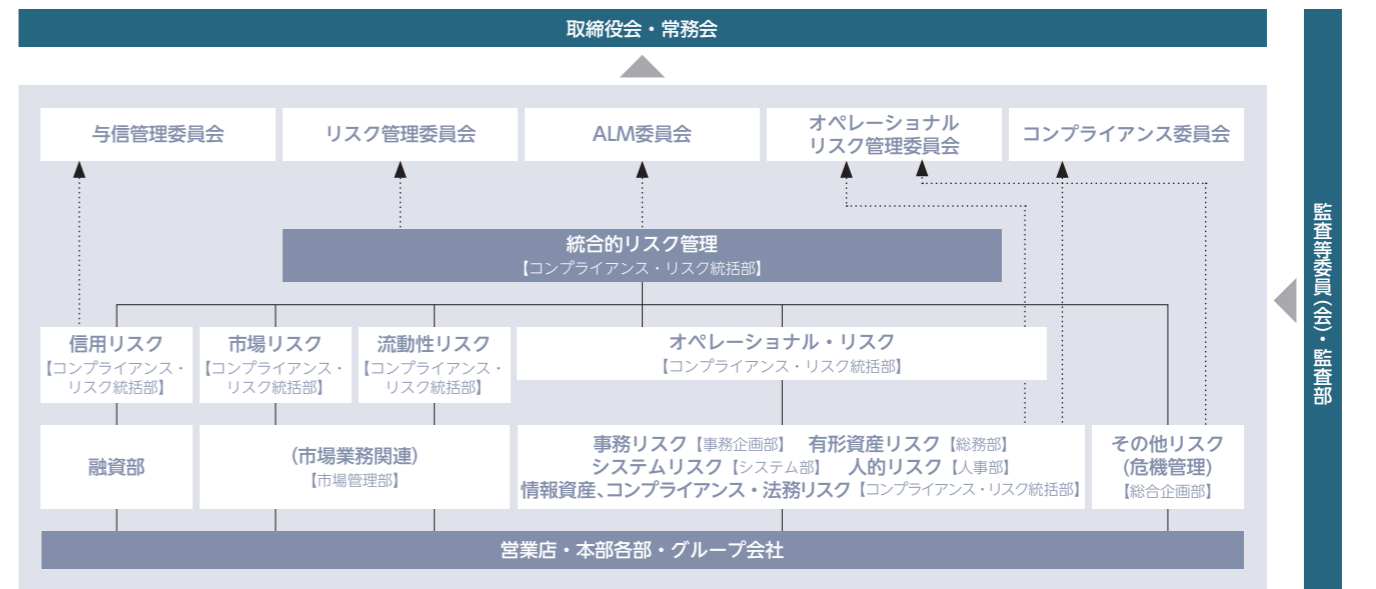 取締役会・常務会
与信管理委員会
リスク管理委員会
ALM委員会
オペレーショナル
リスク管理委員会
コンプライアンス委員会
統合的リスク管理
【コンプライアンス・リスク統括部】
信用リスク
【コンプライアンス・
リスク統括部】
市場リスク
【コンプライアンス・
リスク統括部】
流動性リスク
【コンプライアンス・
リスク統括部】
オペレーショナル・リスク
【コンプライアンス・リスク統括部】
融資部
(市場業務関連)
【市場管理部】
事務リスク【事務企画部】 有形資産リスク【総務部】
システムリスク【システム部】 人的リスク【人事部】
情報資産、コンプライアンス・法務リスク【コンプライアンス・リスク統括部】
その他リスク
(危機管理)
【総合企画部】
営業店・本部各部・グループ会社
監査等委員(会)・監査部